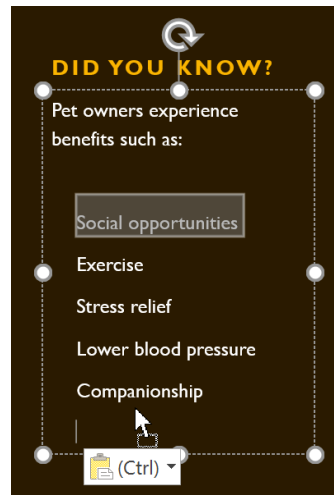 DID YOU KNOW?
Pet owners experience
benefits such as:
Social opportunities
Exercise
Stress relief
Lower blood pressure
Companionship
(Ctrl)